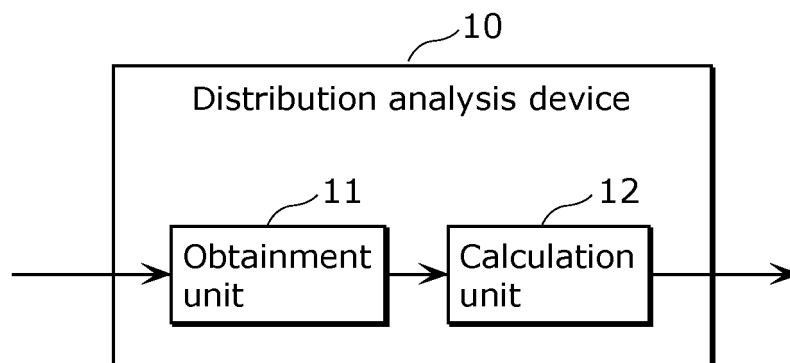 10
Distribution analysis device
11
12
Obtainment
unit
Calculation
unit